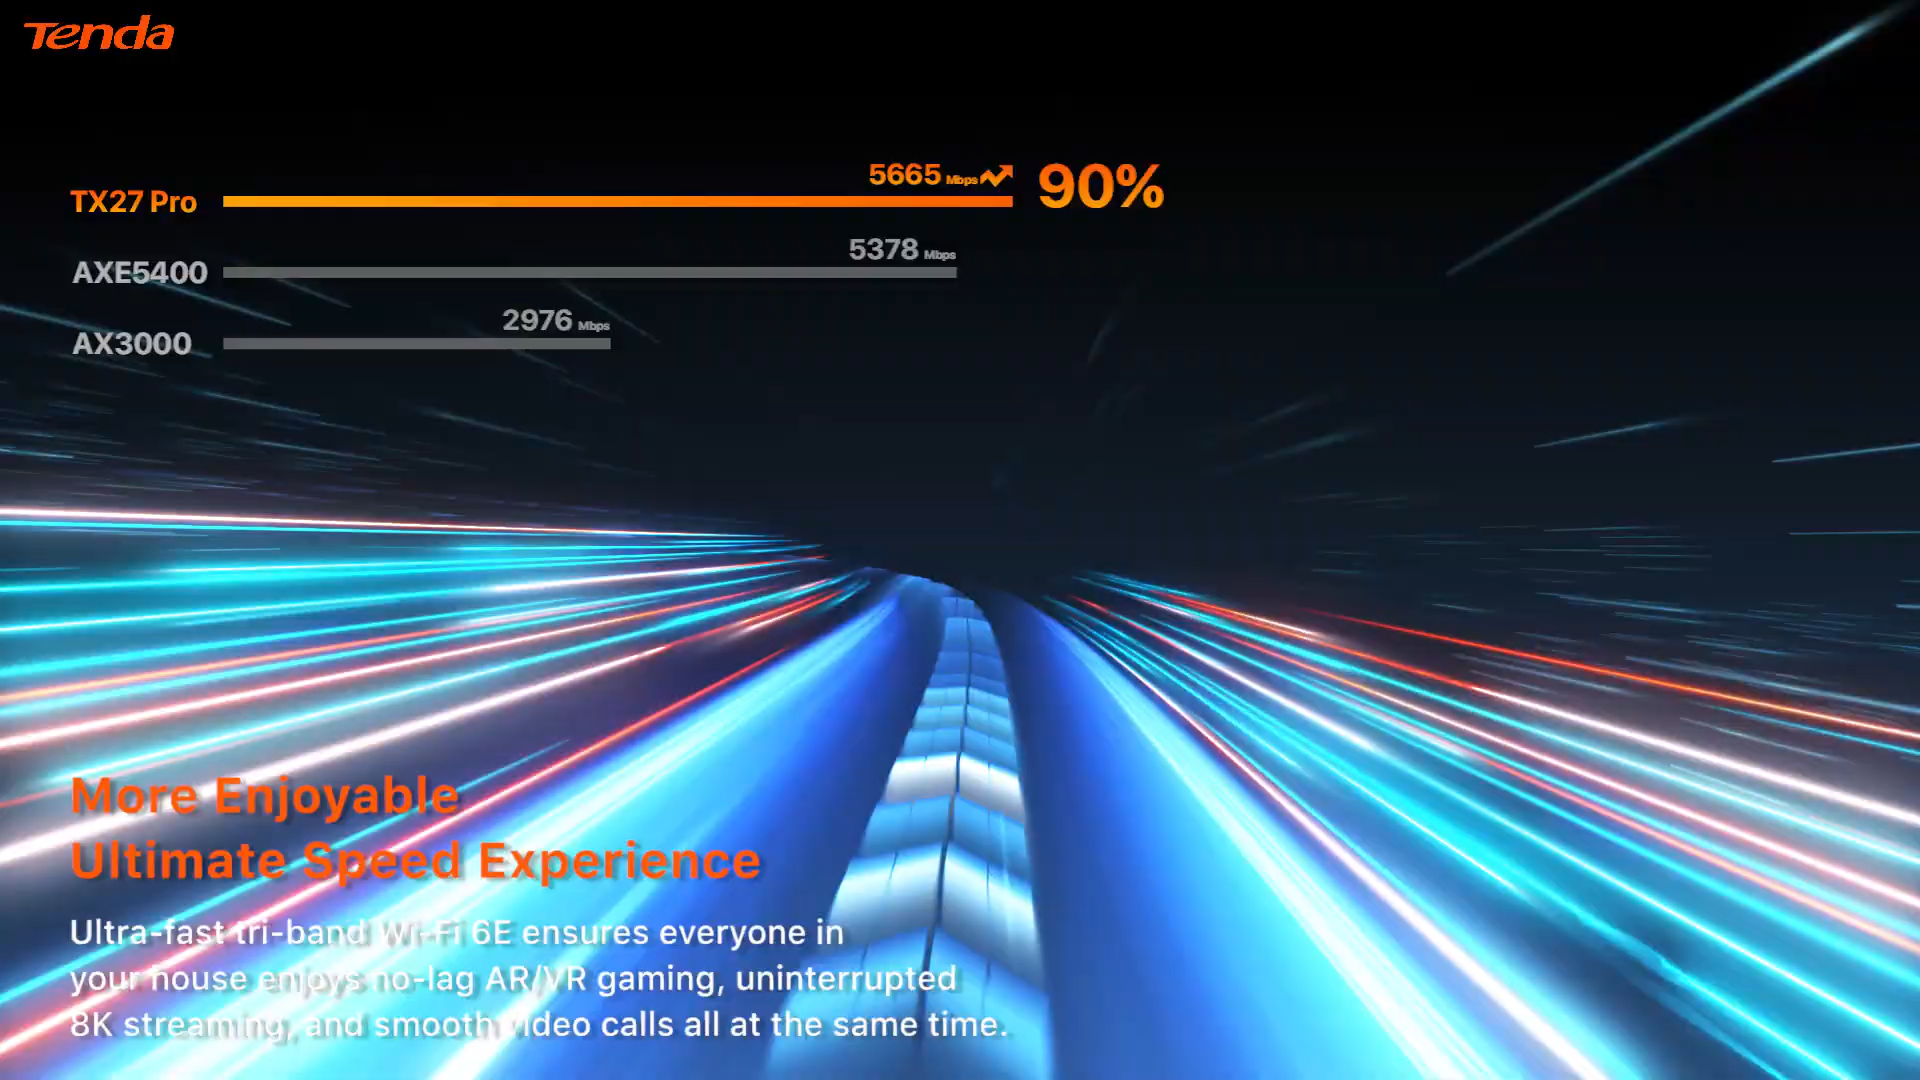 Tenda
TX27 Pro 5665 Mbps 90%
AXE5400 5378 Mbps
AX3000 2976 Mbps
More Enjoyable
Ultimate Speed Experience
Ultra-fast tri-band Wi-Fi 6E ensures everyone in
your house enjoys no-lag AR/VR gaming, uninterrupted
8K streaming, and smooth video calls all at the same time.